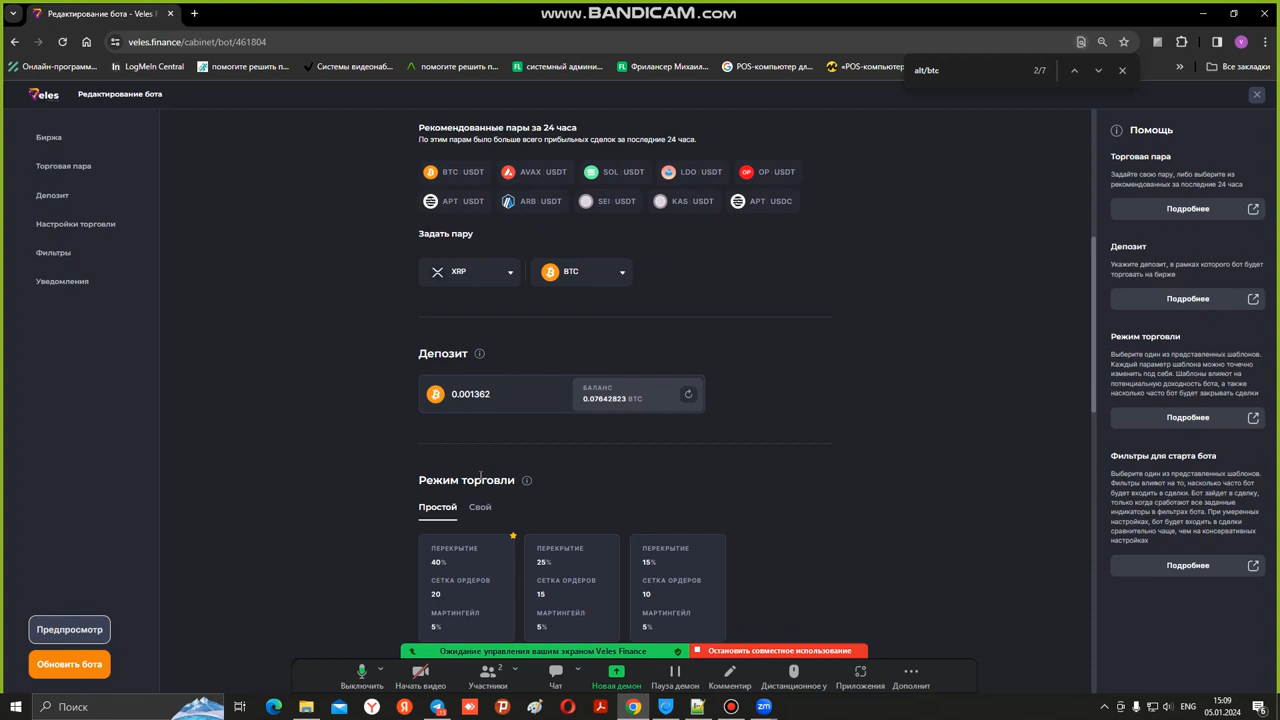 www.BANDICAM.com
Редактирование бота - Veles F
veles.finance/cabinet/bot/461804
Онлайн-программ...
LogMeIn Central
помогите решить п...
Системы видеонаб...
помогите решить п...
системный админи...
Фрилансер Михаил...
POS-компьютер дл...
«POS-компьютер
Все закладки
alt/btc
2/7
Veles
Редактирование бота
Биржа
Торговая пара
Депозит
Настройки торговли
Фильтры
Уведомления
Предпросмотр
Обновить бота
Рекомендованные пары за 24 часа
По этим парам было больше всего прибыльных сделок за последние 24 часа.
BTC USDT
AVAX USDT
SOL USDT
LDO USDT
OP USDT
APT USDT
ARB USDT
SEI USDT
KAS USDT
APT USDC
Задать пару
XRP
BTC
Депозит
0.001362
БАЛАНС
0.07642823 BTC
Режим торговли
Простой
Свой
ПЕРЕКРЫТИЕ
40%
СЕТКА ОРДЕРОВ
20
МАРТИНГЕЙЛ
5%
ПЕРЕКРЫТИЕ
25%
СЕТКА ОРДЕРОВ
15
МАРТИНГЕЙЛ
5%
ПЕРЕКРЫТИЕ
15%
СЕТКА ОРДЕРОВ
10
МАРТИНГЕЙЛ
5%
Помощь
Торговая пара
Задайте свою пару, либо выберите из
рекомендованных за последние 24 часа
Подробнее
Депозит
Укажите депозит, в рамках которого бот будет
торговать на бирже
Подробнее
Режим торговли
Выберите один из представленных шаблонов.
Каждый параметр шаблона можно точечно
изменить под себя. Шаблоны влияют на
потенциальную доходность бота, а также
насколько часто бот будет закрывать сделки
Подробнее
Фильтры для старта бота
Выберите один из представленных шаблонов.
Фильтры влияют на то, насколько часто бот
будет входить в сделки. Бот зайдет в сделку,
только когда сработают все заданные
индикаторы в фильтрах бота. При умеренных
настройках, бот будет входить в сделки
сравнительно чаще, чем на консервативных
настройках
Подробнее
Ожидание управления вашим экраном Veles Finance
Остановить совместное использование
Выключить
Начать видео
2
Участники
Чат
Новая демон
Пауза демон
Комментир
Дистанционное у
Приложения
Дополнит
Поиск
zm
ENG
15:09
05.01.2024
6